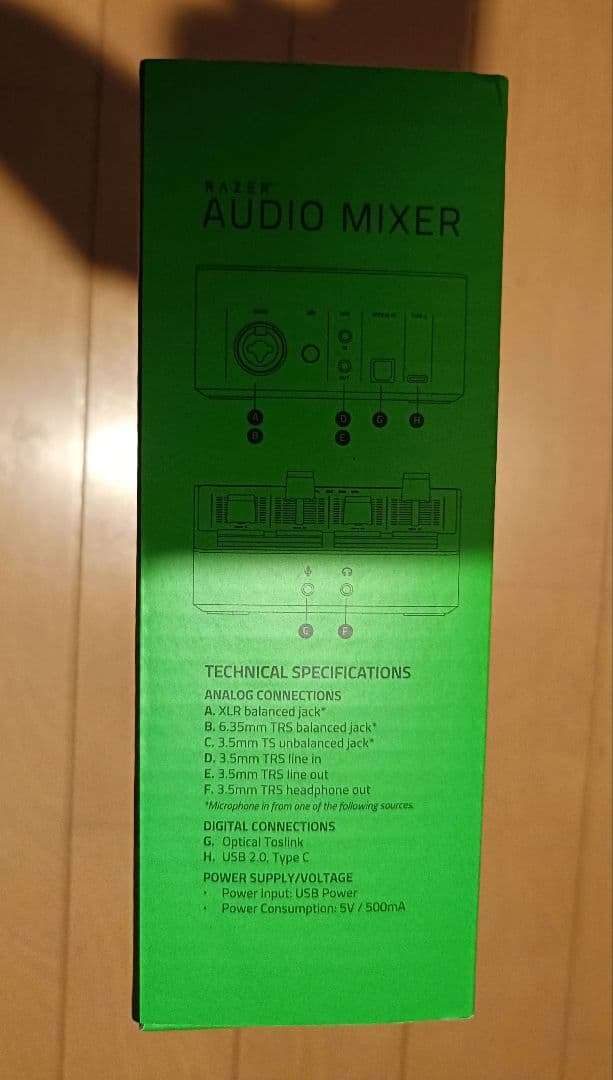 RAZER
AUDIO MIXER
IN
OUT
A
D
G
H
B
E
C
F
TECHNICAL SPECIFICATIONS
ANALOG CONNECTIONS
A. XLR balanced jack*
B. 6.35mm TRS balanced jack*
C. 3.5mm TS unbalanced jack*
D. 3.5mm TRS line in
E. 3.5mm TRS line out
F. 3.5mm TRS headphone out
*Microphone in from one of the following sources.
DIGITAL CONNECTIONS
G. Optical Toslink
H. USB 2.0, Type C
POWER SUPPLY/VOLTAGE
• Power Input: USB Power
• Power Consumption: 5V / 500mA